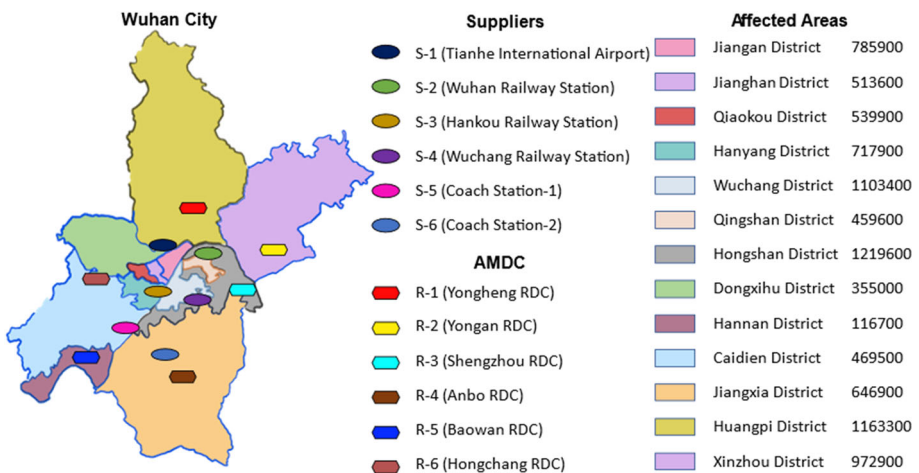 Wuhan City
Suppliers
S-1 (Tianhe International Airport)
S-2 (Wuhan Railway Station)
S-3 (Hankou Railway Station)
S-4 (Wuchang Railway Station)
S-5 (Coach Station-1)
S-6 (Coach Station-2)
AMDC
R-1 (Yongheng RDC)
R-2 (Yongan RDC)
R-3 (Shengzhou RDC)
R-4 (Anbo RDC)
R-5 (Baowan RDC)
R-6 (Hongchang RDC)
Affected Areas
Jiangan District 785900
Jianghan District 513600
Qiaokou District 539900
Hanyang District 717900
Wuchang District 1103400
Qingshan District 459600
Hongshan District 1219600
Dongxihu District 355000
Hannan District 116700
Caidien District 469500
Jiangxia District 646900
Huangpi District 1163300
Xinzhou District 972900